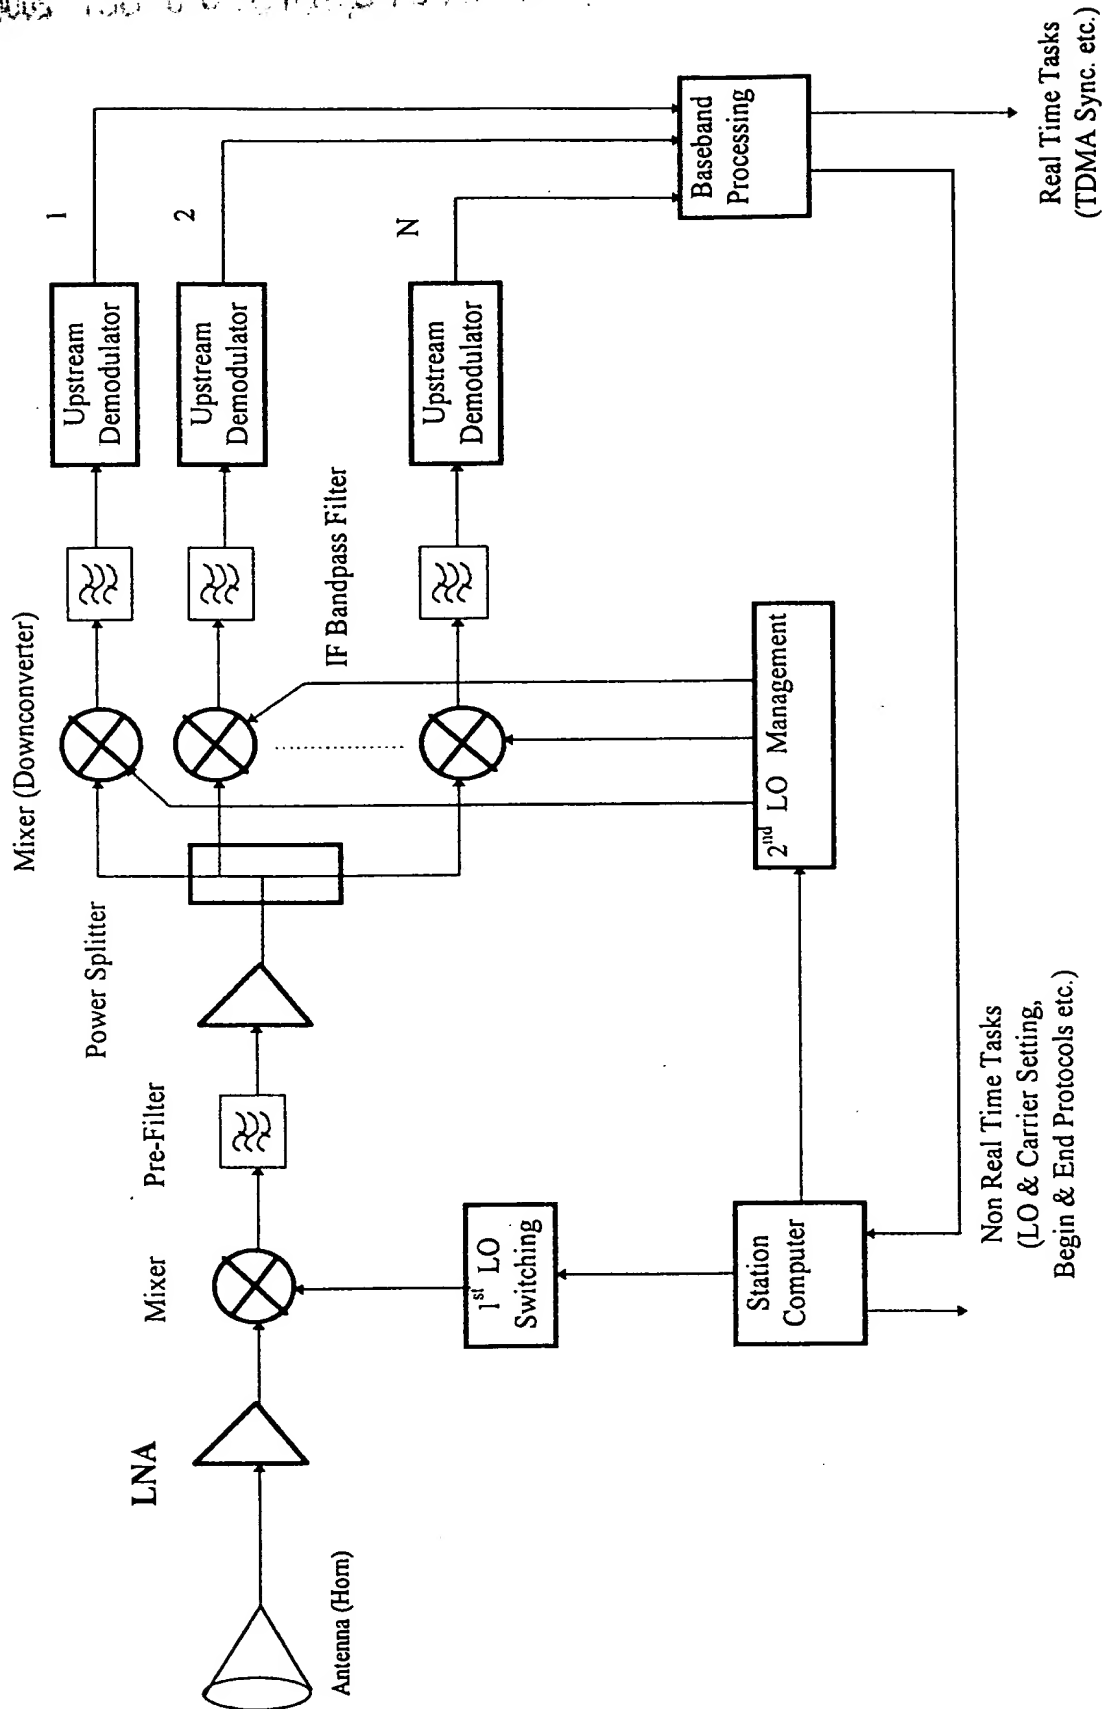 Antenna (Horn)
LNA
Mixer
Pre-Filter
Power Splitter
Mixer (Downconverter)
IF Bandpass Filter
Upstream
Demodulator
1
Upstream
Demodulator
2
Upstream
Demodulator
N
1st LO
Switching
2nd LO Management
Station
Computer
Baseband
Processing
Non Real Time Tasks
(LO & Carrier Setting,
Begin & End Protocols etc.)
Real Time Tasks
(TDMA Sync. etc.)